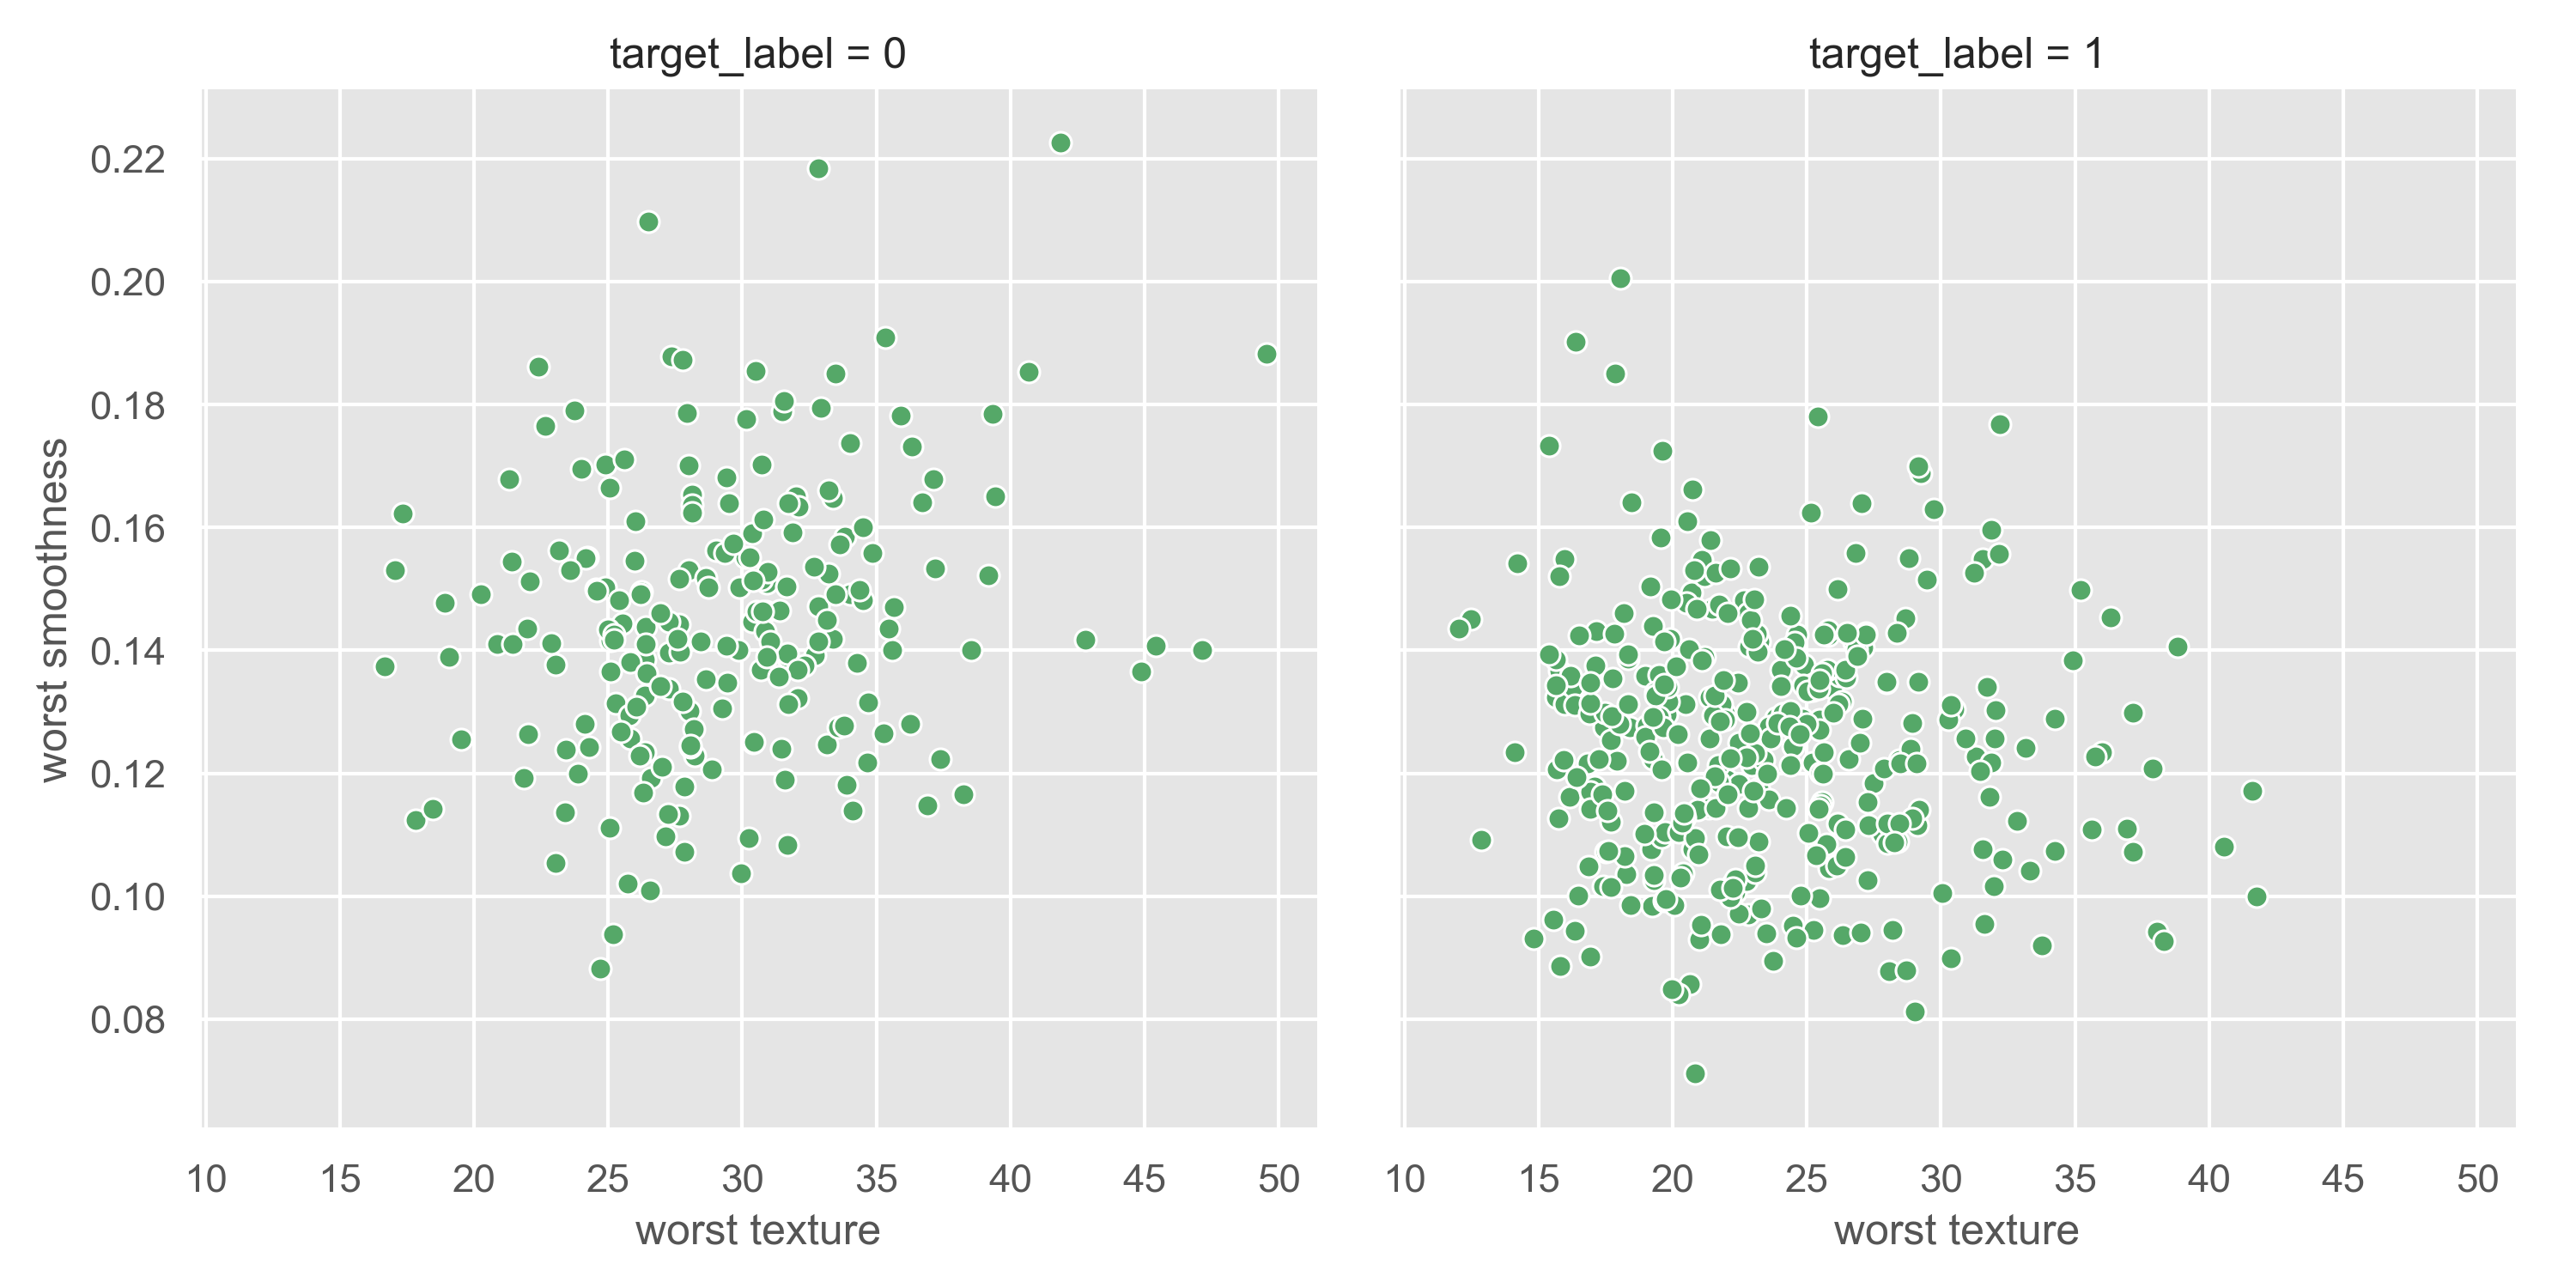 target_label = 0
target_label = 1
0.22
0.20
0.18
0.16
0.14
0.12
0.10
0.08
worst smoothness
10 15 20 25 30 35 40 45 50
10 15 20 25 30 35 40 45 50
worst texture
worst texture